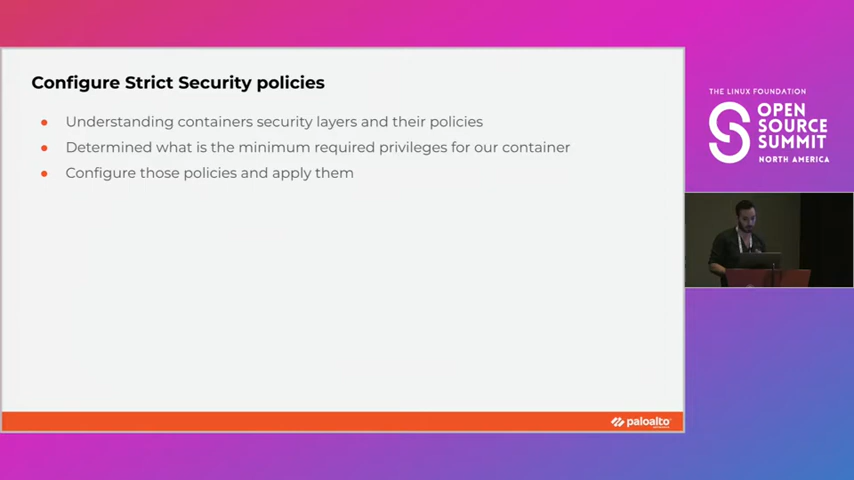 Configure Strict Security policies
Understanding containers security layers and their policies
Determined what is the minimum required privileges for our container
Configure those policies and apply them
THE LINUX FOUNDATION
OPEN
SOURCE
SUMMIT
NORTH AMERICA
paloalto